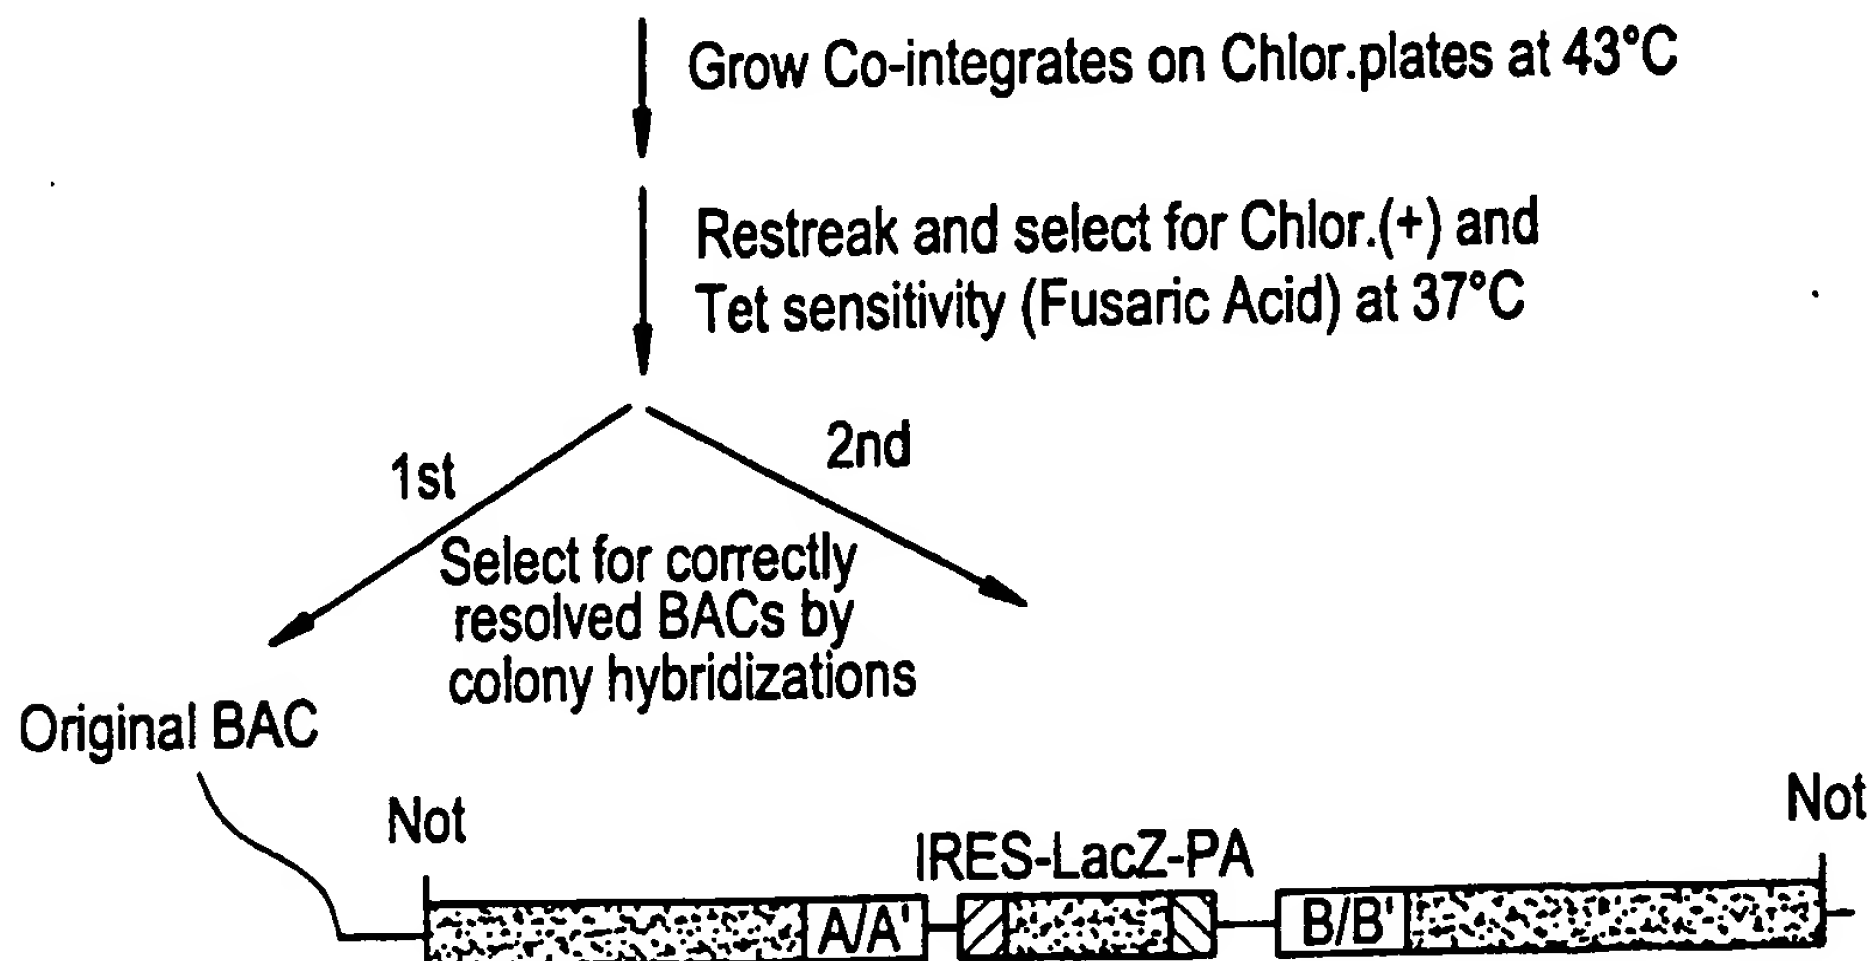 Grow Co-integrates on Chlor.plates at 43°C
Restreak and select for Chlor.(+) and
Tet sensitivity (Fusaric Acid) at 37°C
1st
2nd
Select for correctly
resolved BACs by
colony hybridizations
Original BAC
Not
Not
IRES-LacZ-PA
A/A'
B/B'